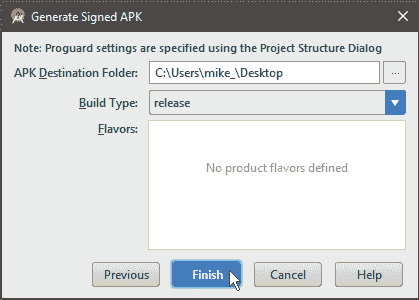 Generate Signed APK
Note: Proguard settings are specified using the Project Structure Dialog
APK Destination Folder: C:\Users\mike_\Desktop ...
Build Type: release
Flavors:
No product flavors defined
Previous Finish Cancel Help